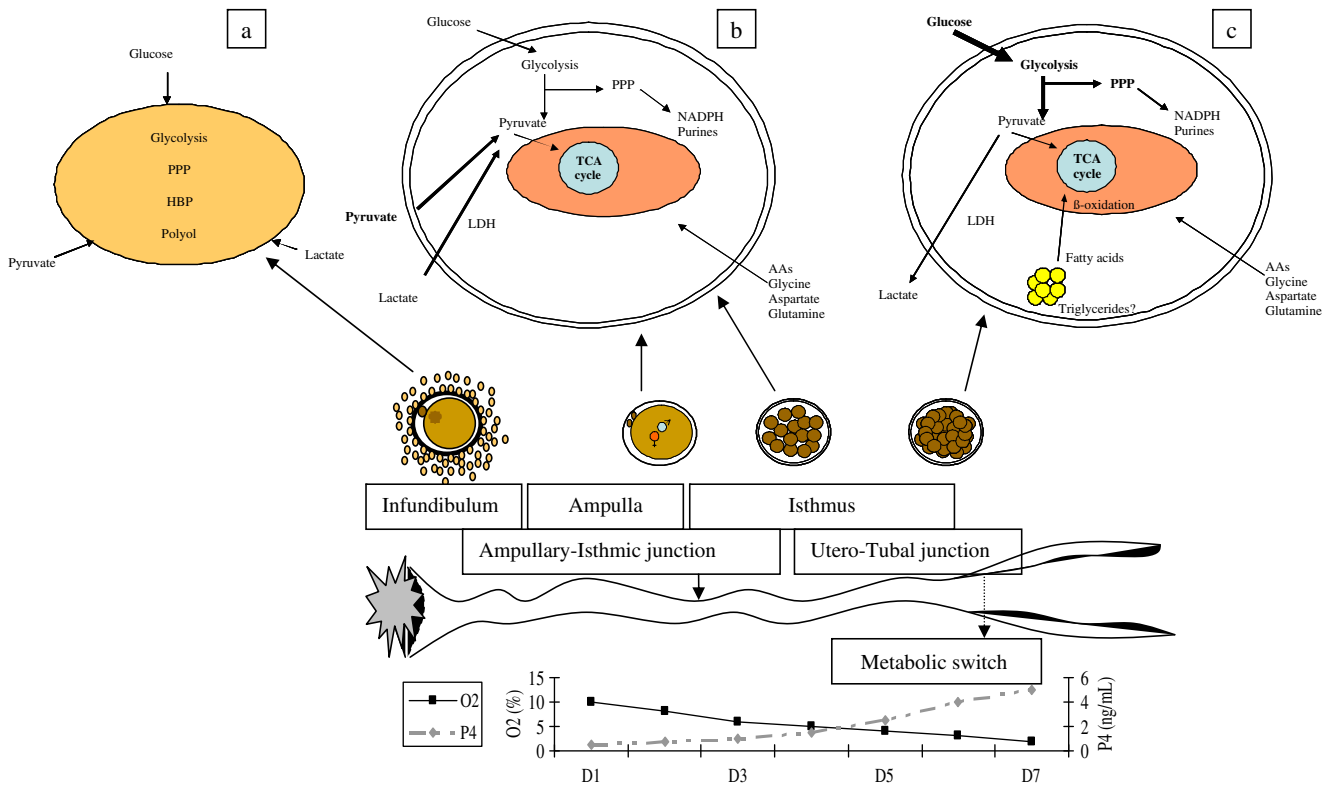 a
Glucose
Glycolysis
PPP
HBP
Polyol
Pyruvate
Lactate
b
Glucose
Glycolysis
PPP
NADPH
Purines
Pyruvate
TCA
cycle
Pyruvate
LDH
Lactate
AAs
Glycine
Aspartate
Glutamine
c
Glucose
Glycolysis
PPP
NADPH
Purines
Pyruvate
TCA
cycle
ß-oxidation
LDH
Fatty acids
Lactate
Triglycerides?
AAs
Glycine
Aspartate
Glutamine
Infundibulum
Ampulla
Isthmus
Ampullary-Isthmic junction
Utero-Tubal junction
Metabolic switch
O2
P4
O2 (%)
15
10
5
0
6
4
2
0
P4 (ng/mL)
D1
D3
D5
D7